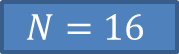 N = 16